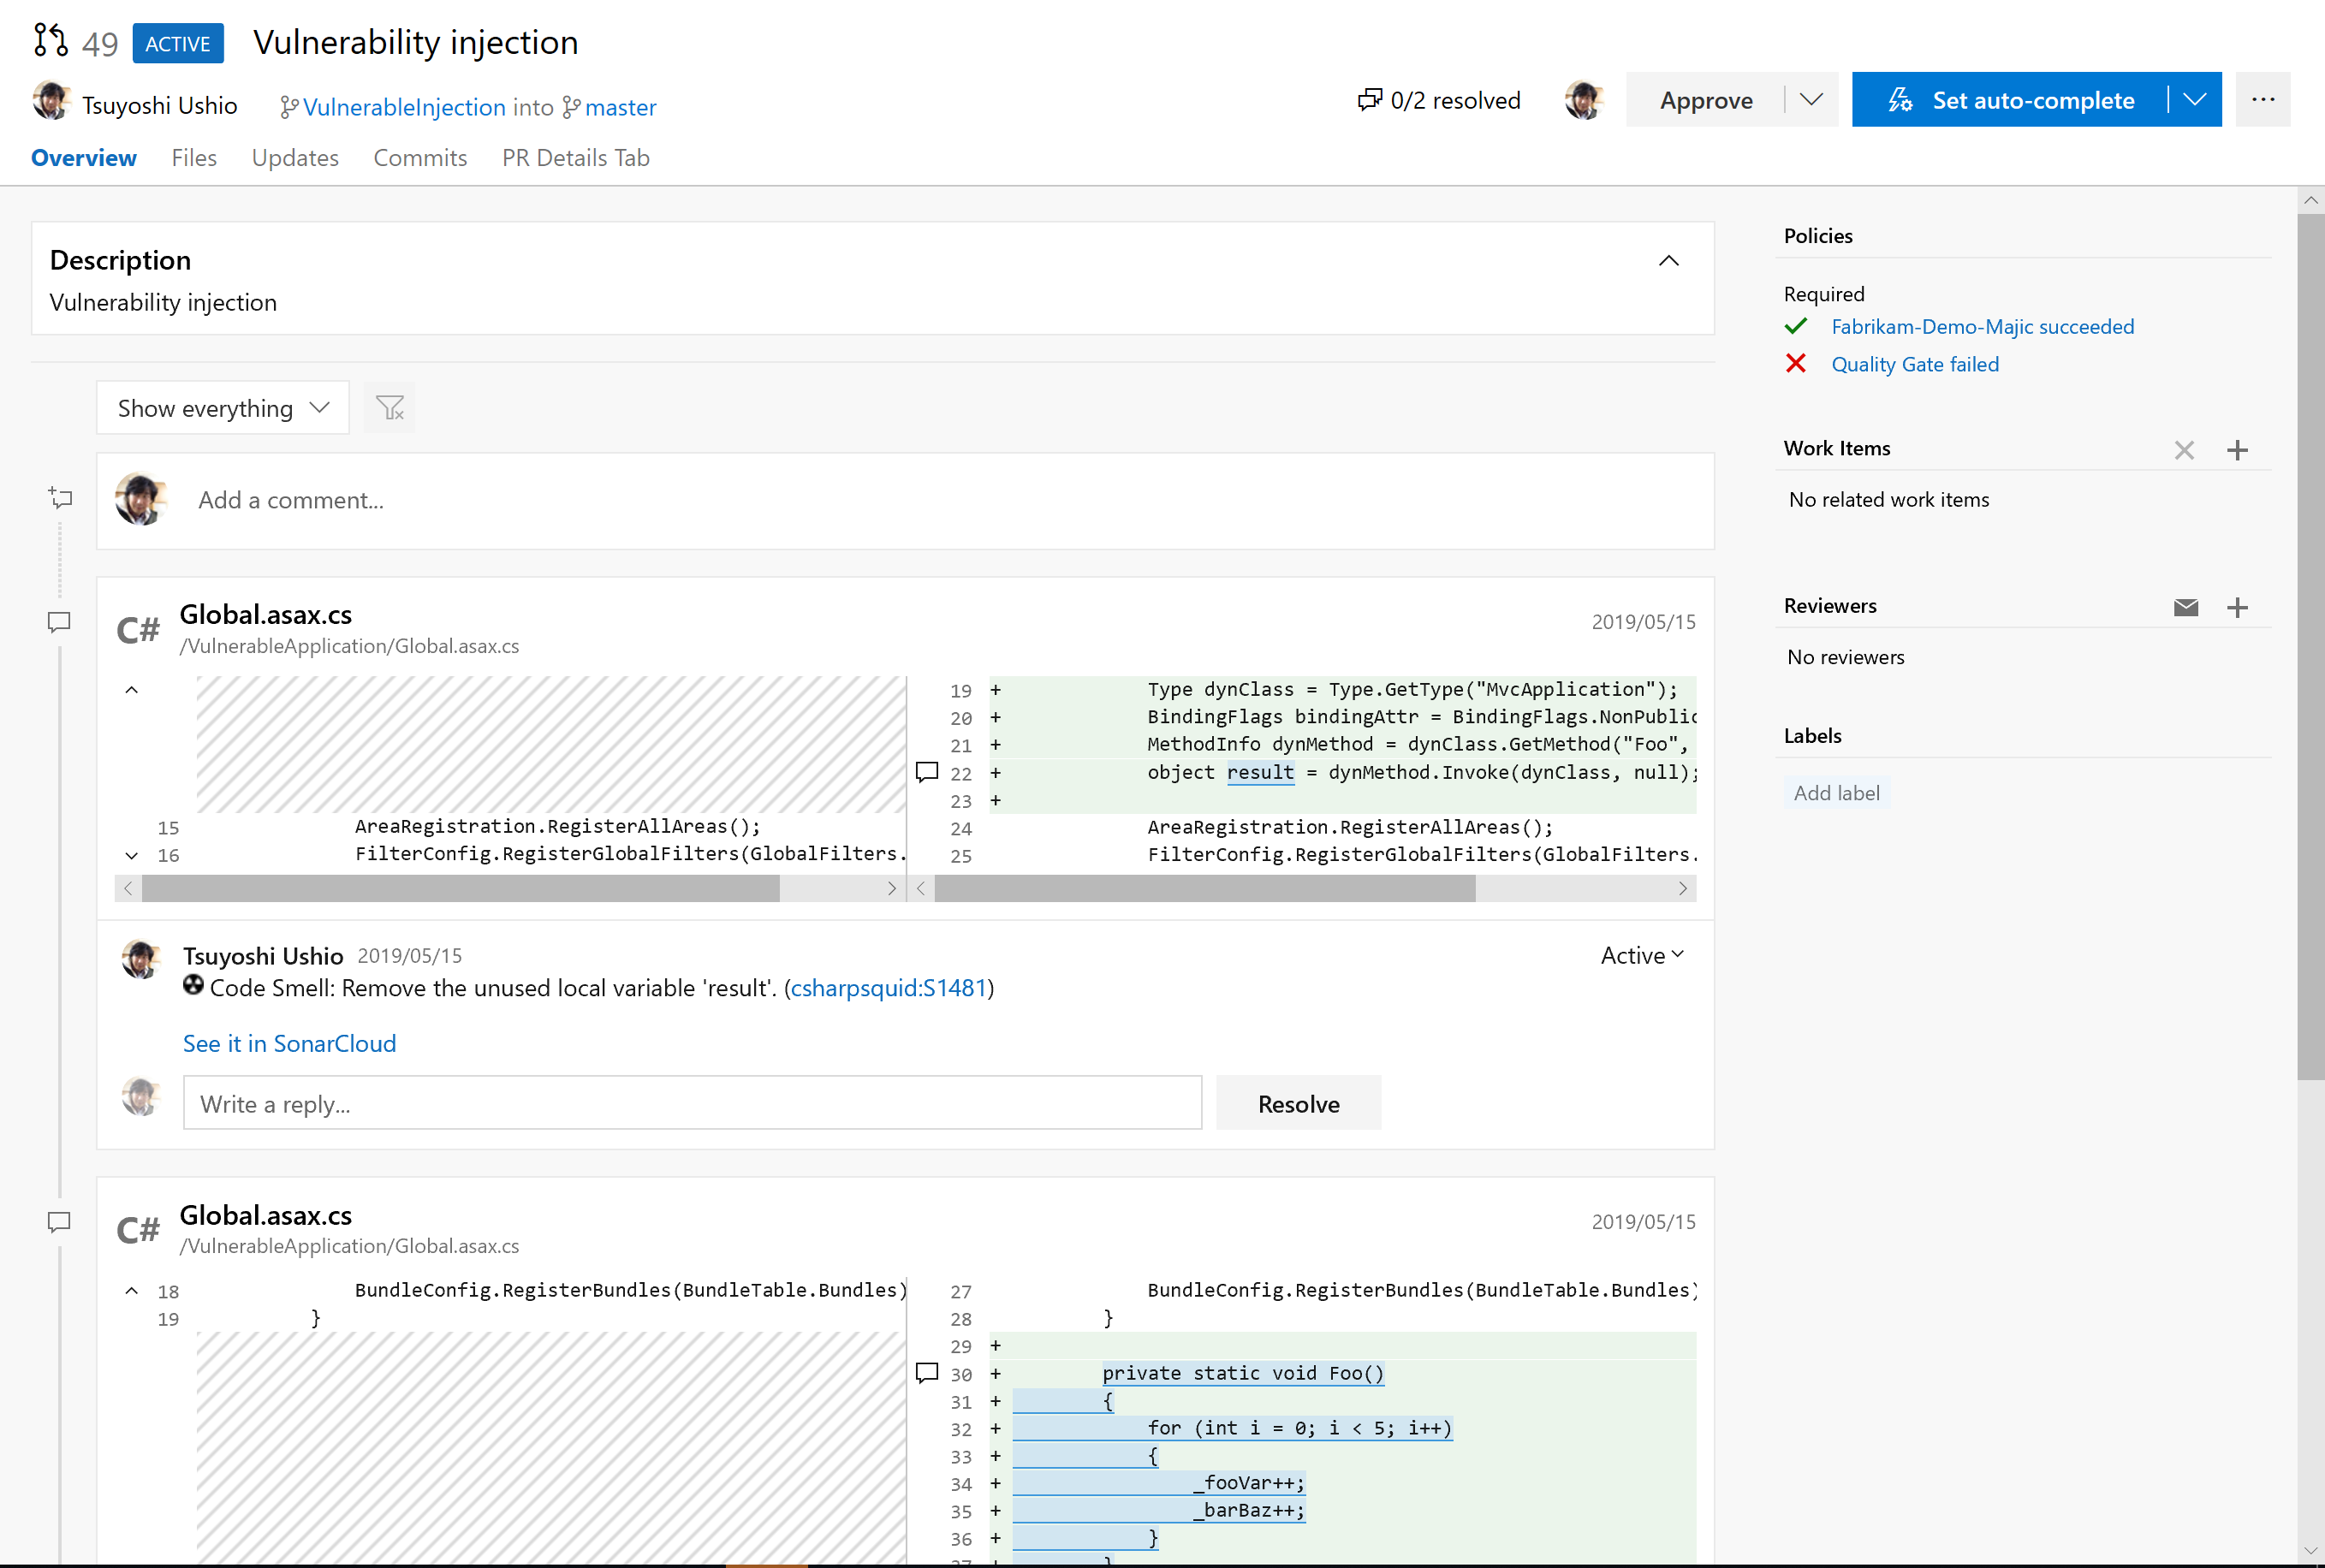 49 ACTIVE Vulnerability injection
Tsuyoshi Ushio VulnerableInjection into master
0/2 resolved Approve Set auto-complete ...
Overview Files Updates Commits PR Details Tab
Description
Vulnerability injection
Show everything
Add a comment...
C# Global.asax.cs 2019/05/15
/VulnerableApplication/Global.asax.cs
19 + Type dynClass = Type.GetType("MvcApplication");
20 + BindingFlags bindingAttr = BindingFlags.NonPublic
21 + MethodInfo dynMethod = dynClass.GetMethod("Foo",
22 + object result = dynMethod.Invoke(dynClass, null);
23 +
15 AreaRegistration.RegisterAllAreas(); 24 AreaRegistration.RegisterAllAreas();
16 FilterConfig.RegisterGlobalFilters(GlobalFilters. 25 FilterConfig.RegisterGlobalFilters(GlobalFilters.
Tsuyoshi Ushio 2019/05/15 Active
Code Smell: Remove the unused local variable 'result'. (csharpsquid:S1481)
See it in SonarCloud
Write a reply... Resolve
C# Global.asax.cs 2019/05/15
/VulnerableApplication/Global.asax.cs
18 BundleConfig.RegisterBundles(BundleTable.Bundles) 27 BundleConfig.RegisterBundles(BundleTable.Bundles)
19 } 28 }
29 +
30 + private static void Foo()
31 + {
32 + for (int i = 0; i < 5; i++)
33 + {
34 + _fooVar++;
35 + _barBaz++;
36 + }
Policies
Required
Fabrikam-Demo-Majic succeeded
Quality Gate failed
Work Items
No related work items
Reviewers
No reviewers
Labels
Add label